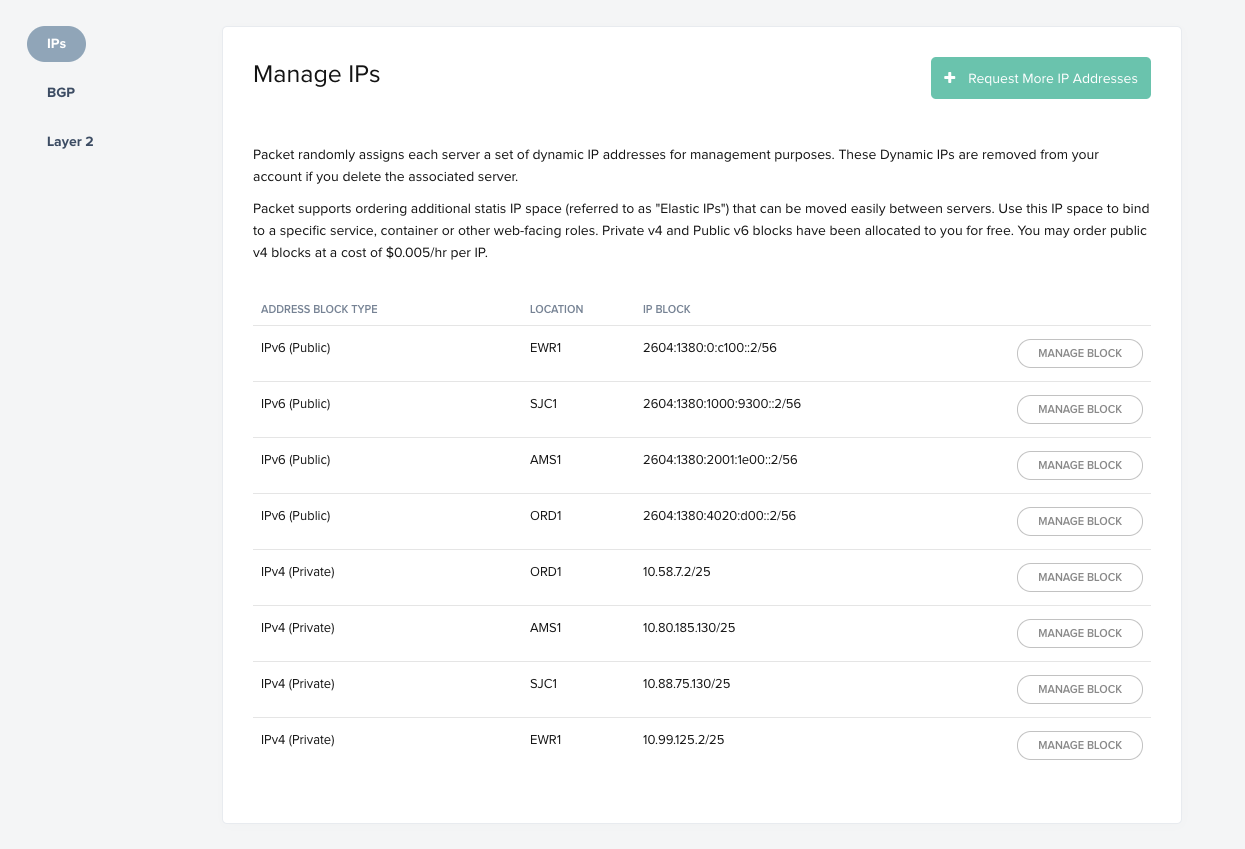 IPs
BGP
Layer 2
Manage IPs
Request More IP Addresses
Packet randomly assigns each server a set of dynamic IP addresses for management purposes. These Dynamic IPs are removed from your
account if you delete the associated server.
Packet supports ordering additional statis IP space (referred to as "Elastic IPs") that can be moved easily between servers. Use this IP space to bind
to a specific service, container or other web-facing roles. Private v4 and Public v6 blocks have been allocated to you for free. You may order public
v4 blocks at a cost of $0.005/hr per IP.
ADDRESS BLOCK TYPE LOCATION IP BLOCK
IPv6 (Public) EWR1 2604:1380:0:c100::2/56 MANAGE BLOCK
IPv6 (Public) SJC1 2604:1380:1000:9300::2/56 MANAGE BLOCK
IPv6 (Public) AMS1 2604:1380:2001:1e00::2/56 MANAGE BLOCK
IPv6 (Public) ORD1 2604:1380:4020:d00::2/56 MANAGE BLOCK
IPv4 (Private) ORD1 10.58.7.2/25 MANAGE BLOCK
IPv4 (Private) AMS1 10.80.185.130/25 MANAGE BLOCK
IPv4 (Private) SJC1 10.88.75.130/25 MANAGE BLOCK
IPv4 (Private) EWR1 10.99.125.2/25 MANAGE BLOCK